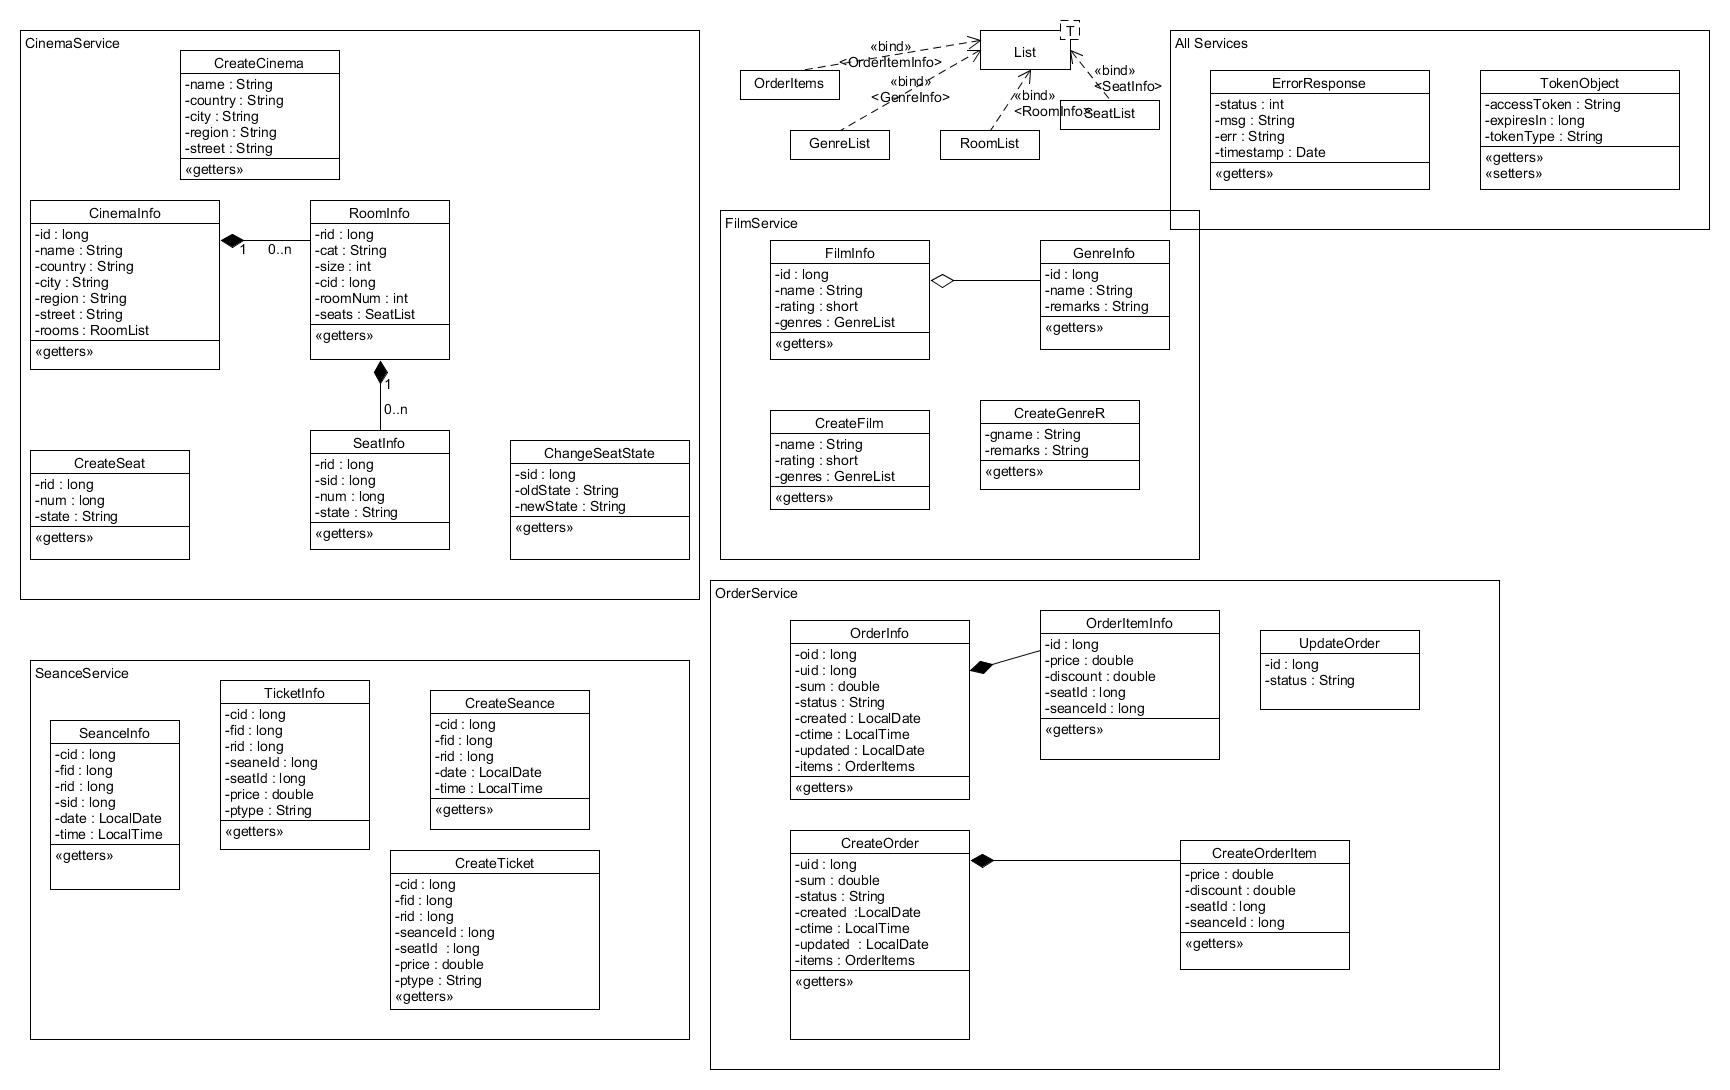 CinemaService
CreateCinema
-name : String
-country : String
-city : String
-region : String
-street : String
«getters»
CinemaInfo
-id : long
-name : String
-country : String
-city : String
-region : String
-street : String
-rooms : RoomList
«getters»
1
0..n
RoomInfo
-rid : long
-cat : String
-size : int
-cid : long
-roomNum : int
-seats : SeatList
«getters»
1
0..n
SeatInfo
-rid : long
-sid : long
-num : long
-state : String
«getters»
CreateSeat
-rid : long
-num : long
-state : String
«getters»
ChangeSeatState
-sid : long
-oldState : String
-newState : String
«getters»
T
List
«bind»
<OrderItemInfo>
OrderItems
«bind»
<GenreInfo>
GenreList
«bind»
<RoomInfo>
RoomList
«bind»
<SeatInfo>
SeatList
All Services
ErrorResponse
-status : int
-msg : String
-err : String
-timestamp : Date
«getters»
TokenObject
-accessToken : String
-expiresIn : long
-tokenType : String
«getters»
«setters»
FilmService
FilmInfo
-id : long
-name : String
-rating : short
-genres : GenreList
«getters»
GenreInfo
-id : long
-name : String
-remarks : String
«getters»
CreateFilm
-name : String
-rating : short
-genres : GenreList
«getters»
CreateGenreR
-gname : String
-remarks : String
«getters»
SeanceService
SeanceInfo
-cid : long
-fid : long
-rid : long
-sid : long
-date : LocalDate
-time : LocalTime
«getters»
TicketInfo
-cid : long
-fid : long
-rid : long
-seaneId : long
-seatId : long
-price : double
-ptype : String
«getters»
CreateSeance
-cid : long
-fid : long
-rid : long
-date : LocalDate
-time : LocalTime
«getters»
CreateTicket
-cid : long
-fid : long
-rid : long
-seanceId : long
-seatId  : long
-price : double
-ptype : String
«getters»
OrderService
OrderInfo
-oid : long
-uid : long
-sum : double
-status : String
-created : LocalDate
-ctime : LocalTime
-updated : LocalDate
-items : OrderItems
«getters»
OrderItemInfo
-id : long
-price : double
-discount : double
-seatId : long
-seanceId : long
«getters»
UpdateOrder
-id : long
-status : String
CreateOrder
-uid : long
-sum : double
-status : String
-created  :LocalDate
-ctime : LocalTime
-updated  : LocalDate
-items : OrderItems
«getters»
CreateOrderItem
-price : double
-discount : double
-seatId : long
-seanceId : long
«getters»